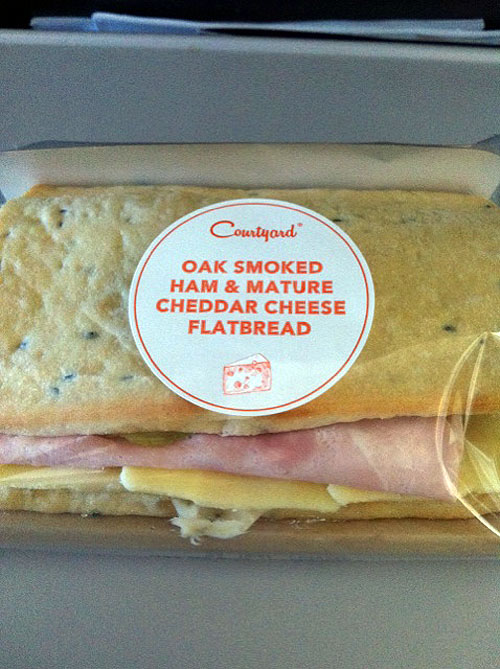 Courtyard®
OAK SMOKED
HAM & MATURE
CHEDDAR CHEESE
FLATBREAD